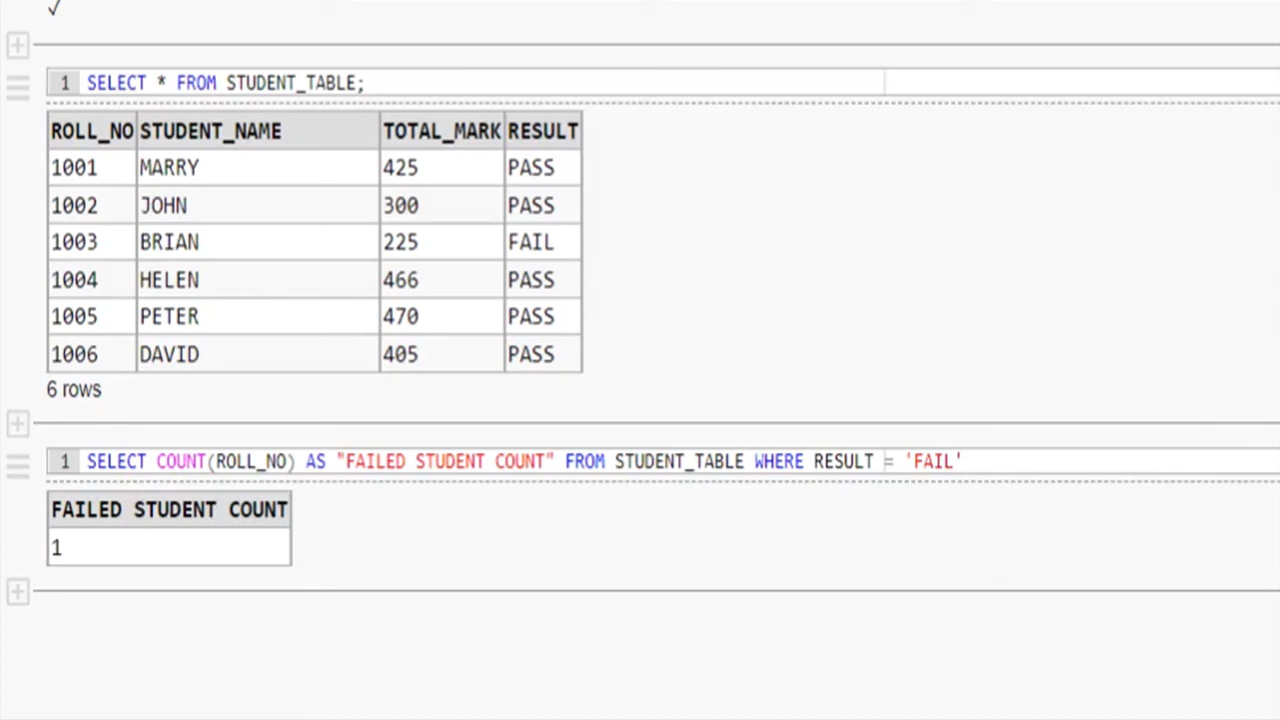 1 SELECT * FROM STUDENT_TABLE;
ROLL_NO STUDENT_NAME TOTAL_MARK RESULT
1001 MARRY 425 PASS
1002 JOHN 300 PASS
1003 BRIAN 225 FAIL
1004 HELEN 466 PASS
1005 PETER 470 PASS
1006 DAVID 405 PASS
6 rows
1 SELECT COUNT(ROLL_NO) AS "FAILED STUDENT COUNT" FROM STUDENT_TABLE WHERE RESULT = 'FAIL'
FAILED STUDENT COUNT
1